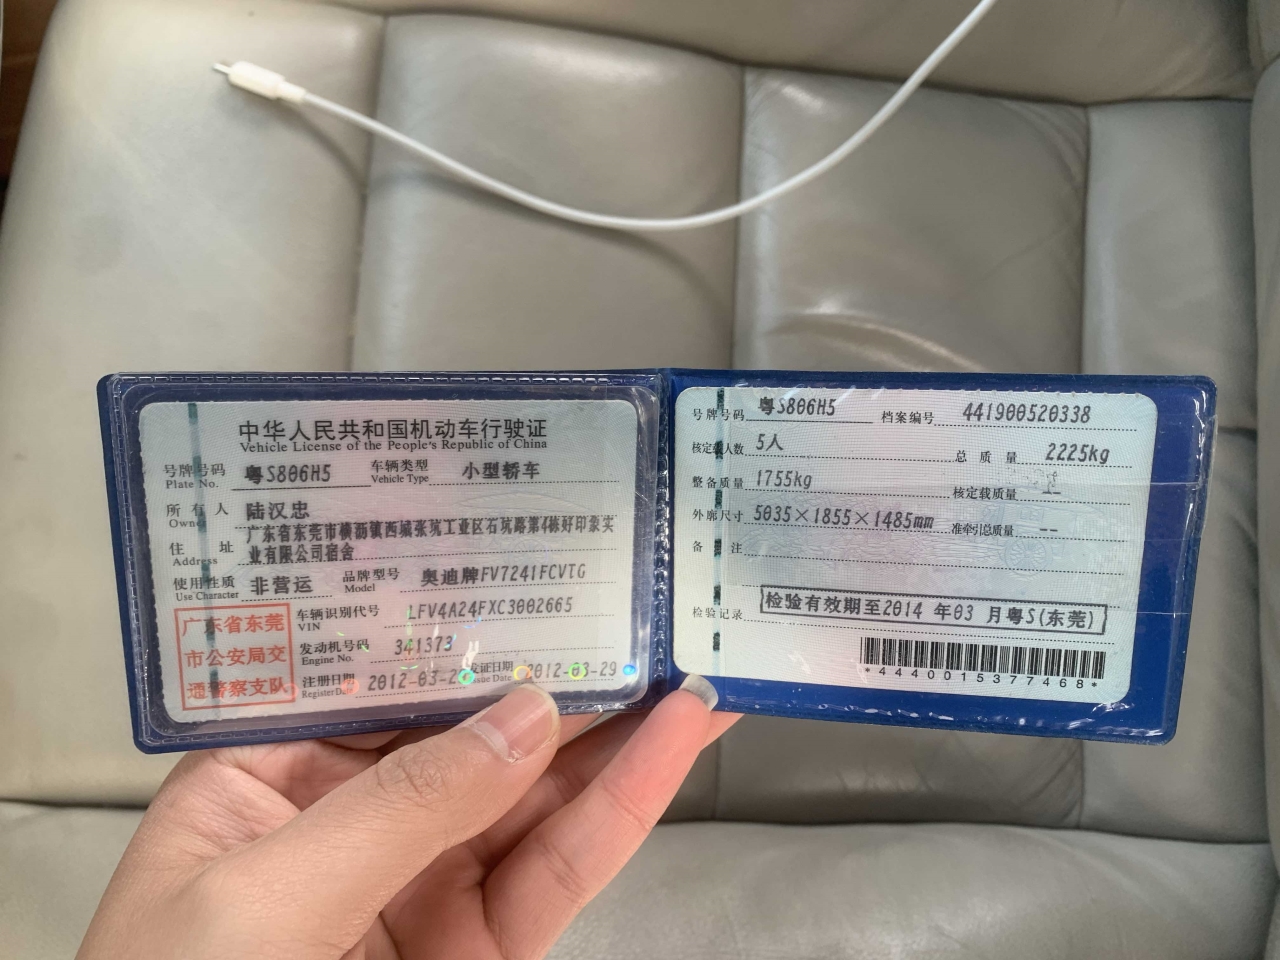 中华人民共和国机动车行驶证
Vehicle License of the People's Republic of China
号牌号码 粤S806H5 车辆类型 小型轿车
Plate No. Vehicle Type
所有人 陆汉忠
Owner
住址 广东省东莞市横沥镇西城张坑工业区石坑路第4栋好印象实
Address 业有限公司宿舍
使用性质 非营运 品牌型号 奥迪牌FV7241FCVTG
Use Character Model
广东省东莞
市公安局交
通警察支队
车辆识别代号 LFV4A24FXC3002665
VIN
发动机号码 341373
Engine No.
注册日期 2012-03-2 发证日期 2012-03-29
Register Date Issue Date
号牌号码 粤S806H5 档案编号 441900520338
核定载人数 5人 总质量 2225kg
整备质量 1755kg 核定载质量 --
外廓尺寸 5035×1855×1485mm 准牵引总质量 --
备注
检验记录 检验有效期至2014 年03 月粤S(东莞)
*4440015377468*